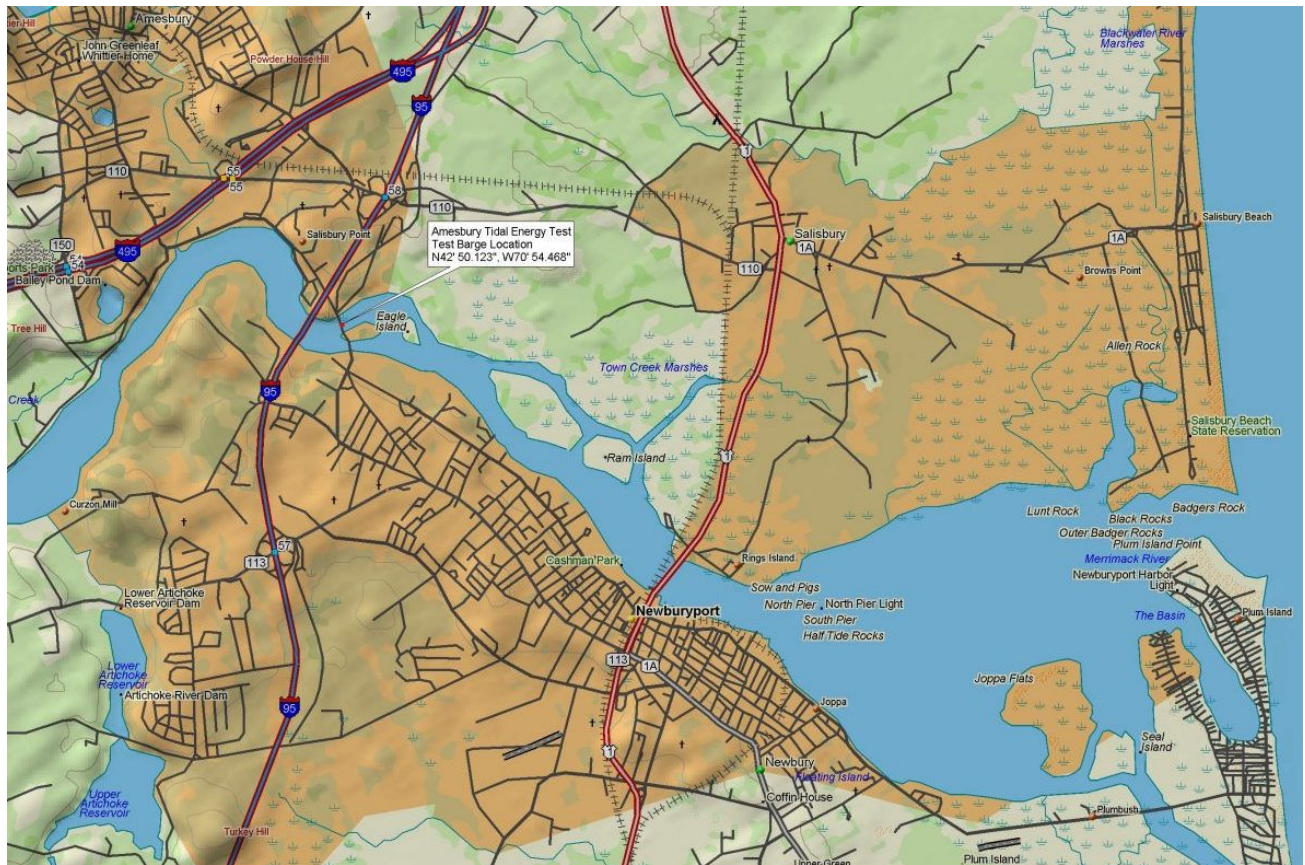 Amesbury
John Greenleaf
Whittier Home
Powder House Hill
495
95
Blackwater River
Marshes
1
110
55
55
58
110
Amesbury Tidal Energy Test
Test Barge Location
N42' 50.123", W70' 54.468"
Salisbury Point
Salisbury
1A
1A
Salisbury Beach
150
495
54
Bailey Pond Dam
110
Browns Point
Tree Hill
Eagle
Island
Allen Rock
Town Creek Marshes
Creek
95
Salisbury Beach
State Reservation
Ram Island
1
Curzon Mill
Lunt Rock
Badgers Rock
Black Rocks
Outer Badger Rocks
Plum Island Point
57
113
Cashman Park
Rings Island
Merrimack River
Newburyport Harbor
Light
Sow and Pigs
North Pier
North Pier Light
South Pier
Half Tide Rocks
Lower Artichoke
Reservoir Dam
Newburyport
Plum Island
The Basin
113
1A
Lower
Artichoke
Reservoir
Artichoke River Dam
Joppa Flats
95
Joppa
1
Seal
Island
Newbury
Floating Island
Coffin House
Upper
Artichoke
Reservoir
Plumbush
Turkey Hill
Upper Green
Plum Island